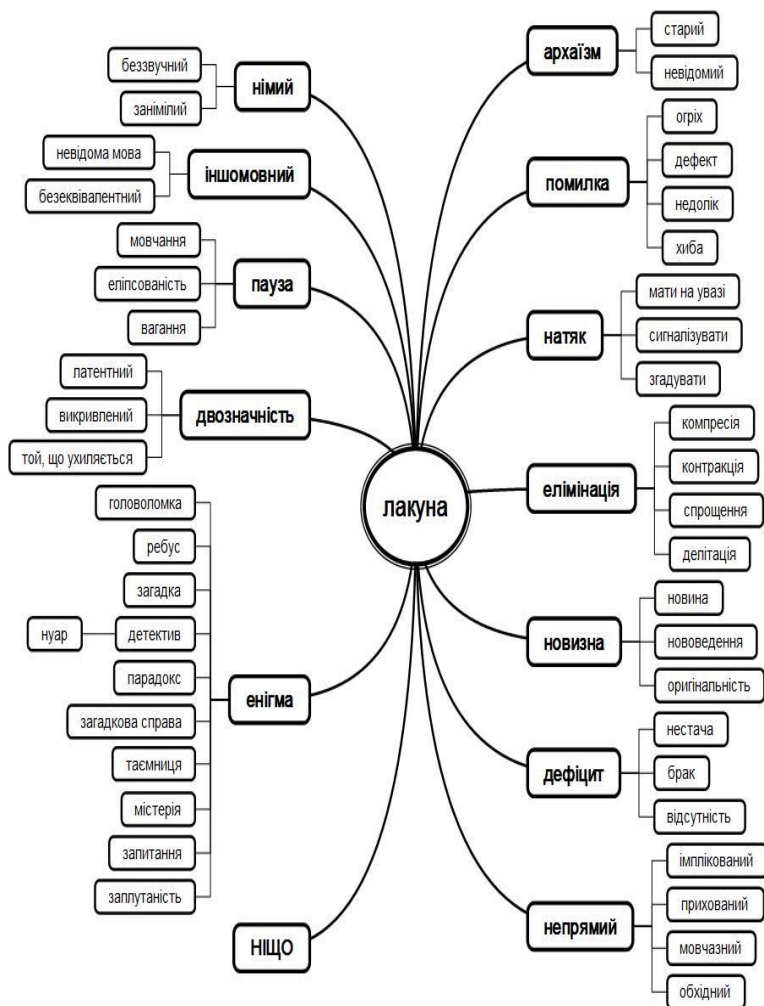 лакуна
німий
беззвучний
занімілий
іншомовний
невідома мова
безеквівалентний
пауза
мовчання
еліпсованість
вагання
двозначність
латентний
викривлений
той, що ухиляється
енігма
головоломка
ребус
загадка
детектив
нуар
парадокс
загадкова справа
таємниця
містерія
запитання
заплутаність
НІЩО
архаїзм
старий
невідомий
помилка
огріх
дефект
недолік
хиба
натяк
мати на увазі
сигналізувати
згадувати
елімінація
компресія
контракція
спрощення
делітація
новизна
новина
нововедення
оригінальність
дефіцит
нестача
брак
відсутність
непрямий
імплікований
прихований
мовчазний
обхідний